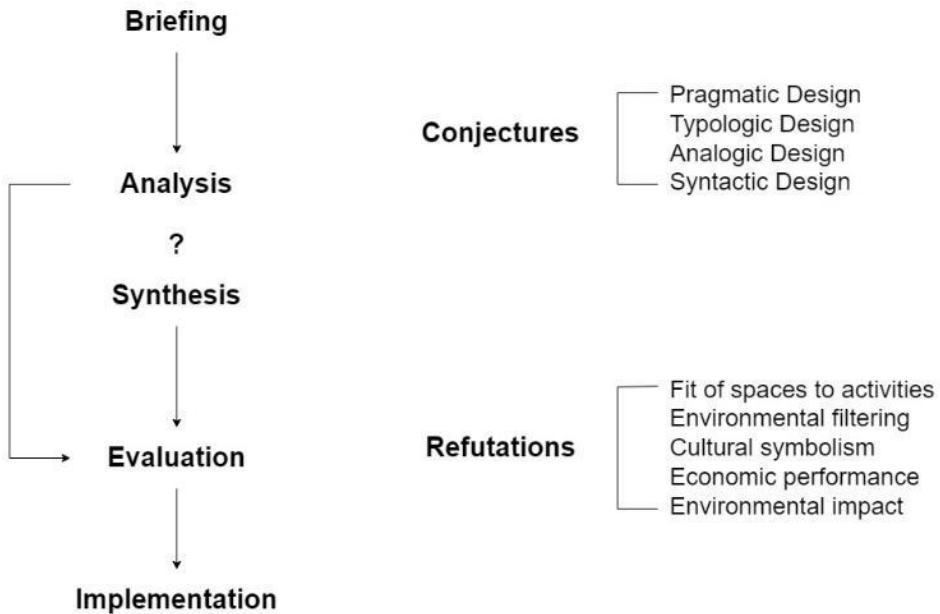 Briefing
Analysis
?
Synthesis
Evaluation
Implementation
Conjectures
Pragmatic Design
Typologic Design
Analogic Design
Syntactic Design
Refutations
Fit of spaces to activities
Environmental filtering
Cultural symbolism
Economic performance
Environmental impact